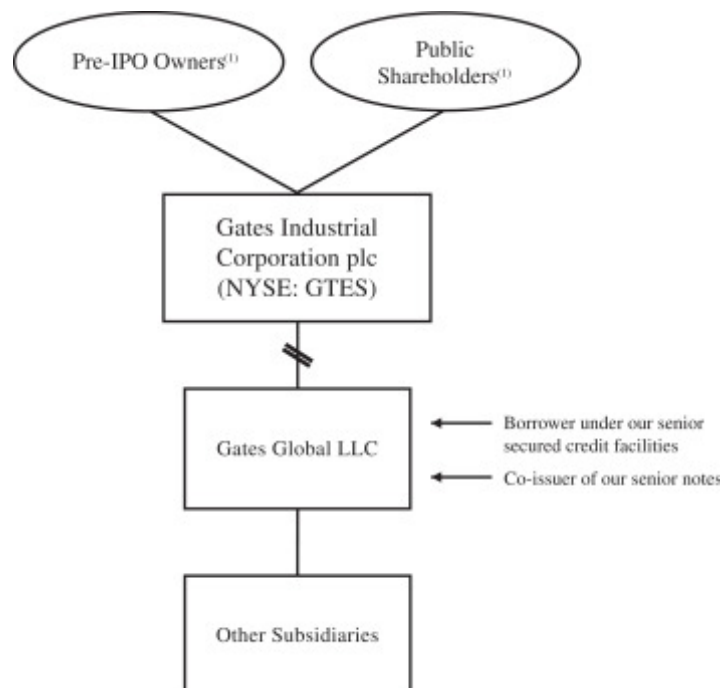 Pre-IPO Owners(1)
Public
Shareholders(1)
Gates Industrial
Corporation plc
(NYSE: GTES)
Gates Global LLC
Borrower under our senior
secured credit facilities
Co-issuer of our senior notes
Other Subsidiaries